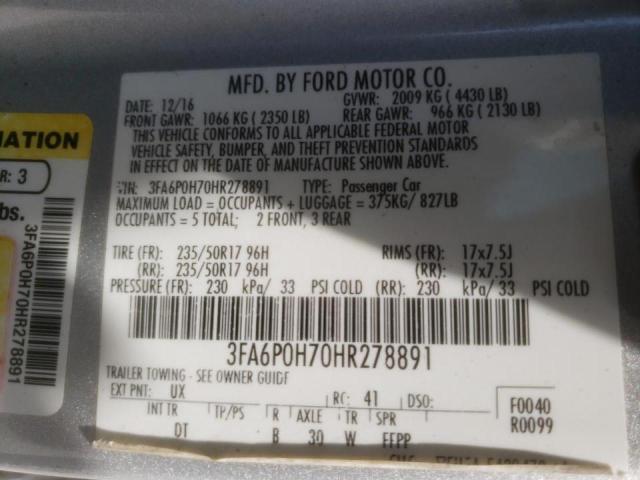 MFD. BY FORD MOTOR CO.
DATE: 12/16 GVWR: 2009 KG ( 4430 LB)
FRONT GAWR: 1066 KG ( 2350 LB) REAR GAWR: 966 KG ( 2130 LB)
THIS VEHICLE CONFORMS TO ALL APPLICABLE FEDERAL MOTOR
VEHICLE SAFETY, BUMPER, AND THEFT PREVENTION STANDARDS
IN EFFECT ON THE DATE OF MANUFACTURE SHOWN ABOVE.
VIN: 3FA6P0H70HR278891 TYPE: Passenger Car
MAXIMUM LOAD = OCCUPANTS + LUGGAGE = 375KG/ 827LB
OCCUPANTS = 5 TOTAL; 2 FRONT, 3 REAR
TIRE (FR): 235/50R17 96H RIMS (FR): 17x7.5J
(RR): 235/50R17 96H (RR): 17x7.5J
PRESSURE (FR): 230 kPa/ 33 PSI COLD (RR): 230 kPa/ 33 PSI COLD
3FA6P0H70HR278891
TRAILER TOWING - SEE OWNER GUIDE
EXT PNT: UX RC: 41 DSO:
F0040
R0099
INT TR TP/PS R AXLE TR SPR
DT B 30 W FFPP
R: 3
lbs.
3FA6P0H70HR278891